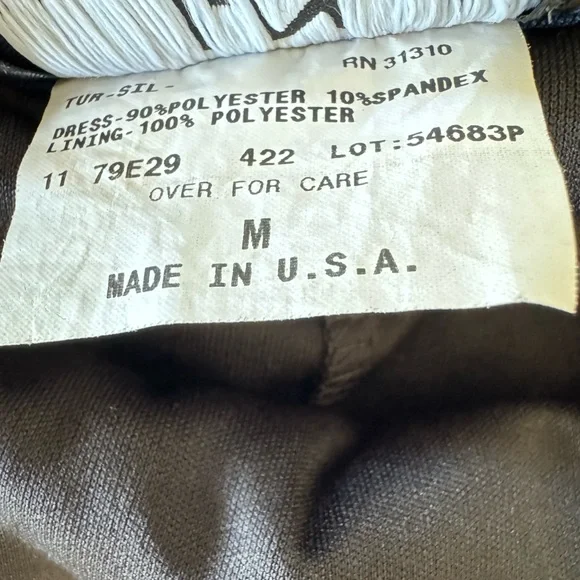 TUR-SIL- RN 31310
DRESS-90%POLYESTER 10%SPANDEX
LINING-100% POLYESTER
11 79E29 422 LOT:54683P
OVER FOR CARE
M
MADE IN U.S.A.